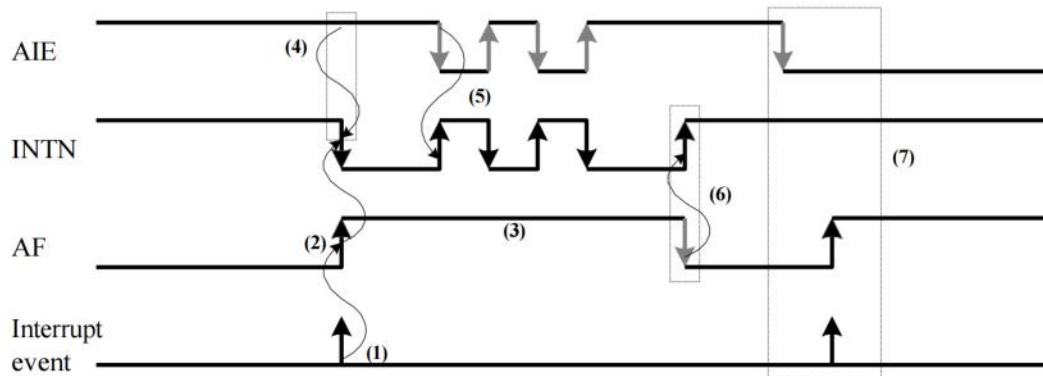 AIE
(4)
(5)
INTN
(7)
(6)
(2)
(3)
AF
Interrupt
event
(1)